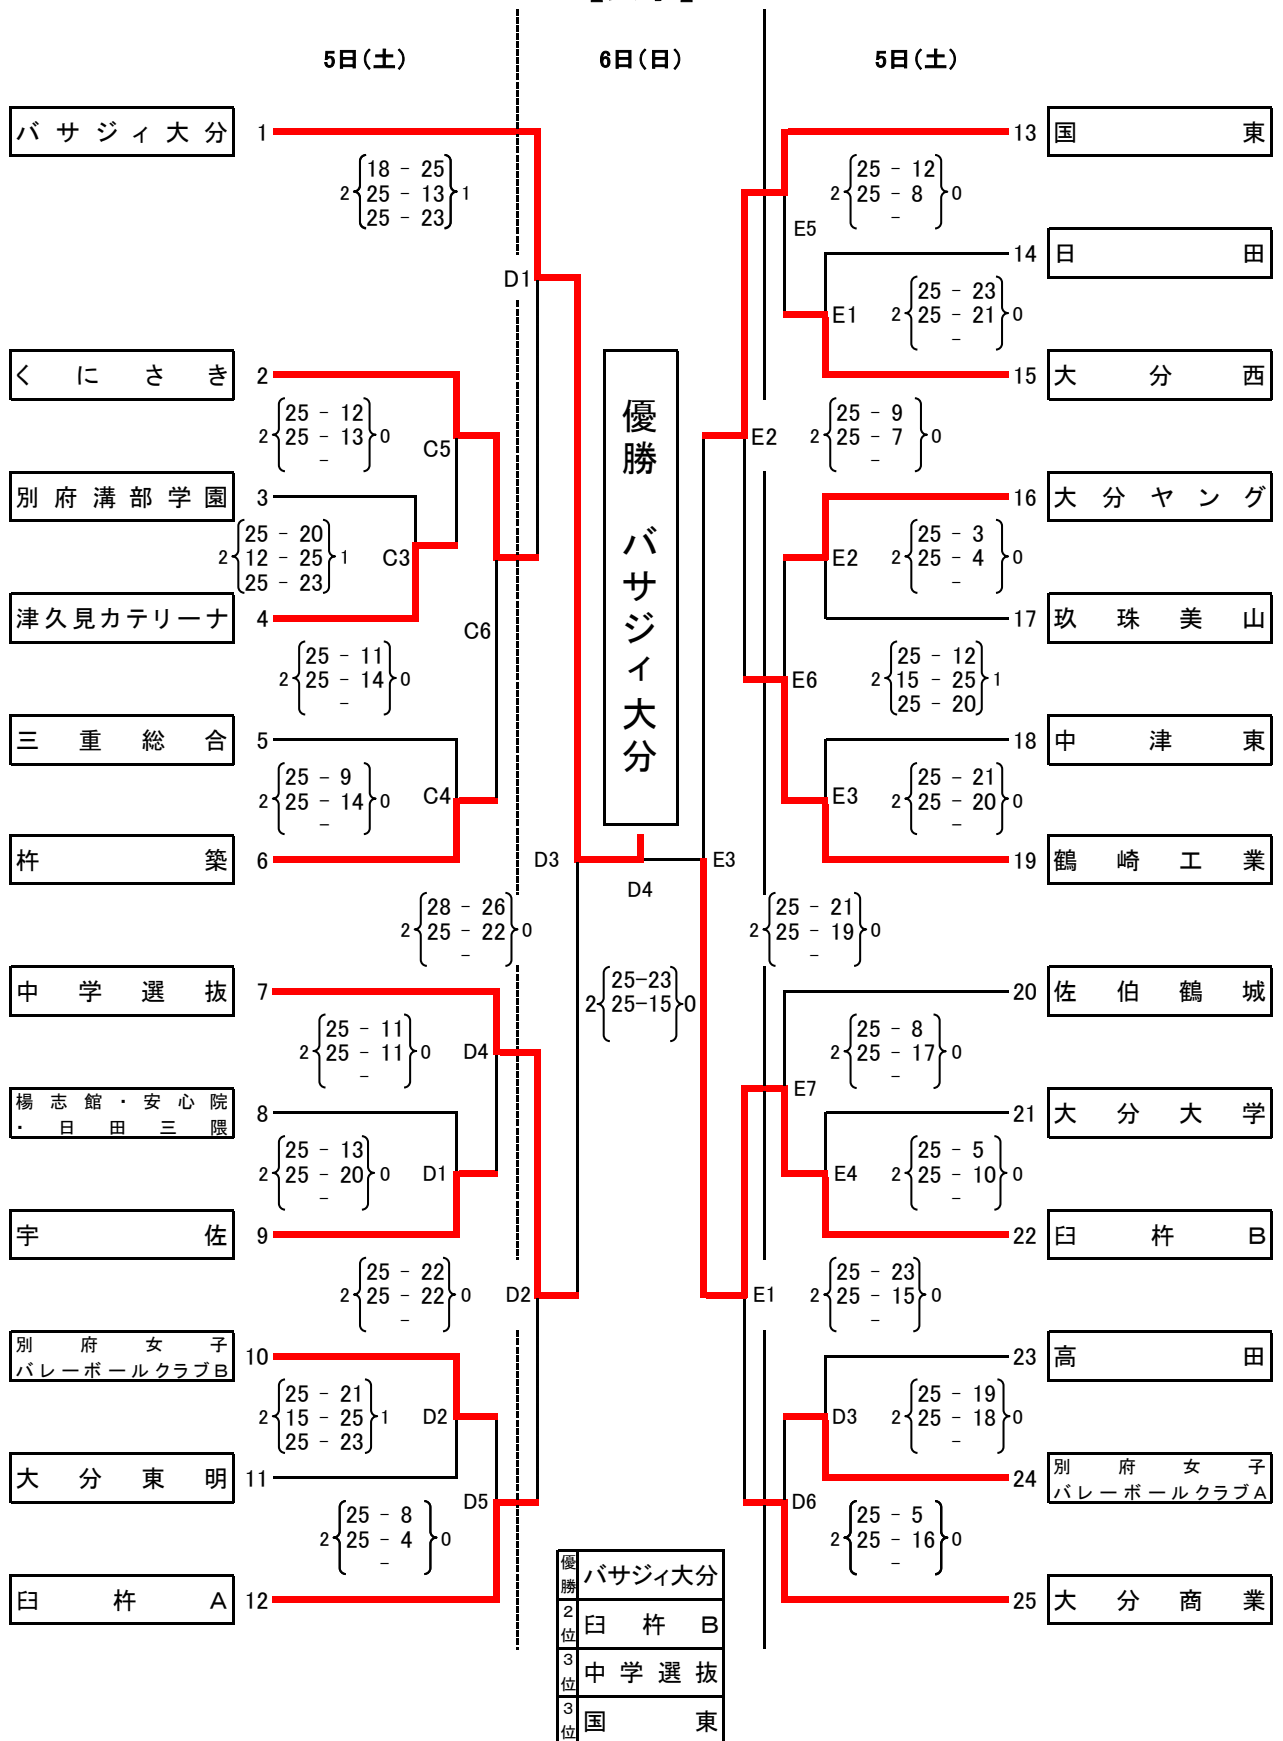 5日(土)
6日(日)
5日(土)
バサジィ大分 1
18 - 25
2 25 - 13 1
25 - 23
D1
くにさき 2
25 - 12
2 25 - 13 0
-
C5
別府溝部学園 3
25 - 20
2 12 - 25 1
25 - 23
C3
津久見カテリーナ 4
C6
25 - 11
2 25 - 14 0
-
三重総合 5
25 - 9
2 25 - 14 0
-
C4
杵築 6
D3
28 - 26
2 25 - 22 0
-
中学選抜 7
25 - 11
2 25 - 11 0
-
D4
楊志館・安心院
・日田三隈
8
25 - 13
2 25 - 20 0
-
D1
宇佐 9
25 - 22
2 25 - 22 0
-
D2
別府女子
バレーボールクラブB
10
25 - 21
2 15 - 25 1
25 - 23
D2
大分東明 11
D5
25 - 8
2 25 - 4 0
-
臼杵A 12
優勝 バサジィ大分
D4
25-23
2 25-15 0
13 国東
25 - 12
2 25 - 8 0
-
E5
14 日田
25 - 23
E1 2 25 - 21 0
-
15 大分西
25 - 9
E2 2 25 - 7 0
-
16 大分ヤング
25 - 3
E2 2 25 - 4 0
-
17 玖珠美山
25 - 12
E6 2 15 - 25 1
25 - 20
18 中津東
25 - 21
E3 2 25 - 20 0
-
19 鶴崎工業
E3
25 - 21
2 25 - 19 0
-
20 佐伯鶴城
25 - 8
2 25 - 17 0
-
E7
21 大分大学
25 - 5
E4 2 25 - 10 0
-
22 臼杵B
25 - 23
E1 2 25 - 15 0
-
23 高田
25 - 19
D3 2 25 - 18 0
-
24
別府女子
バレーボールクラブA
D6
25 - 5
2 25 - 16 0
-
25 大分商業
優勝 バサジィ大分
2位 臼杵B
3位 中学選抜
3位 国東